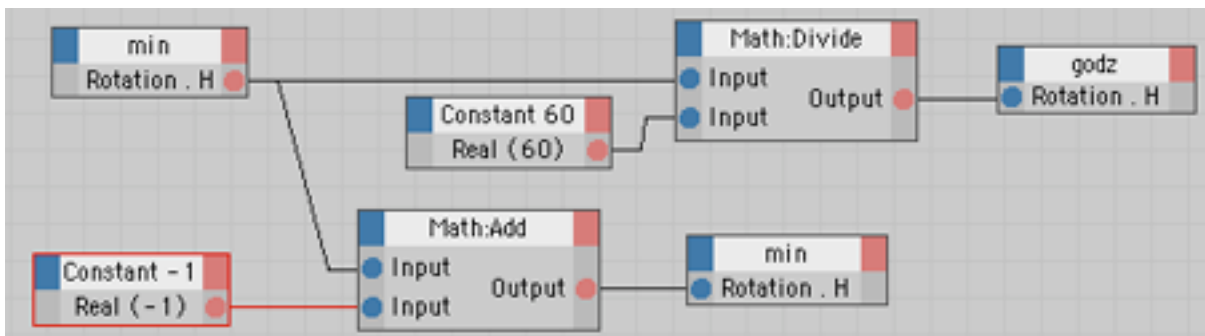 min
Rotation . H
Constant 60
Real (60)
Math:Divide
Input
Input
Output
godz
Rotation . H
Constant -1
Real (-1)
Math:Add
Input
Input
Output
min
Rotation . H